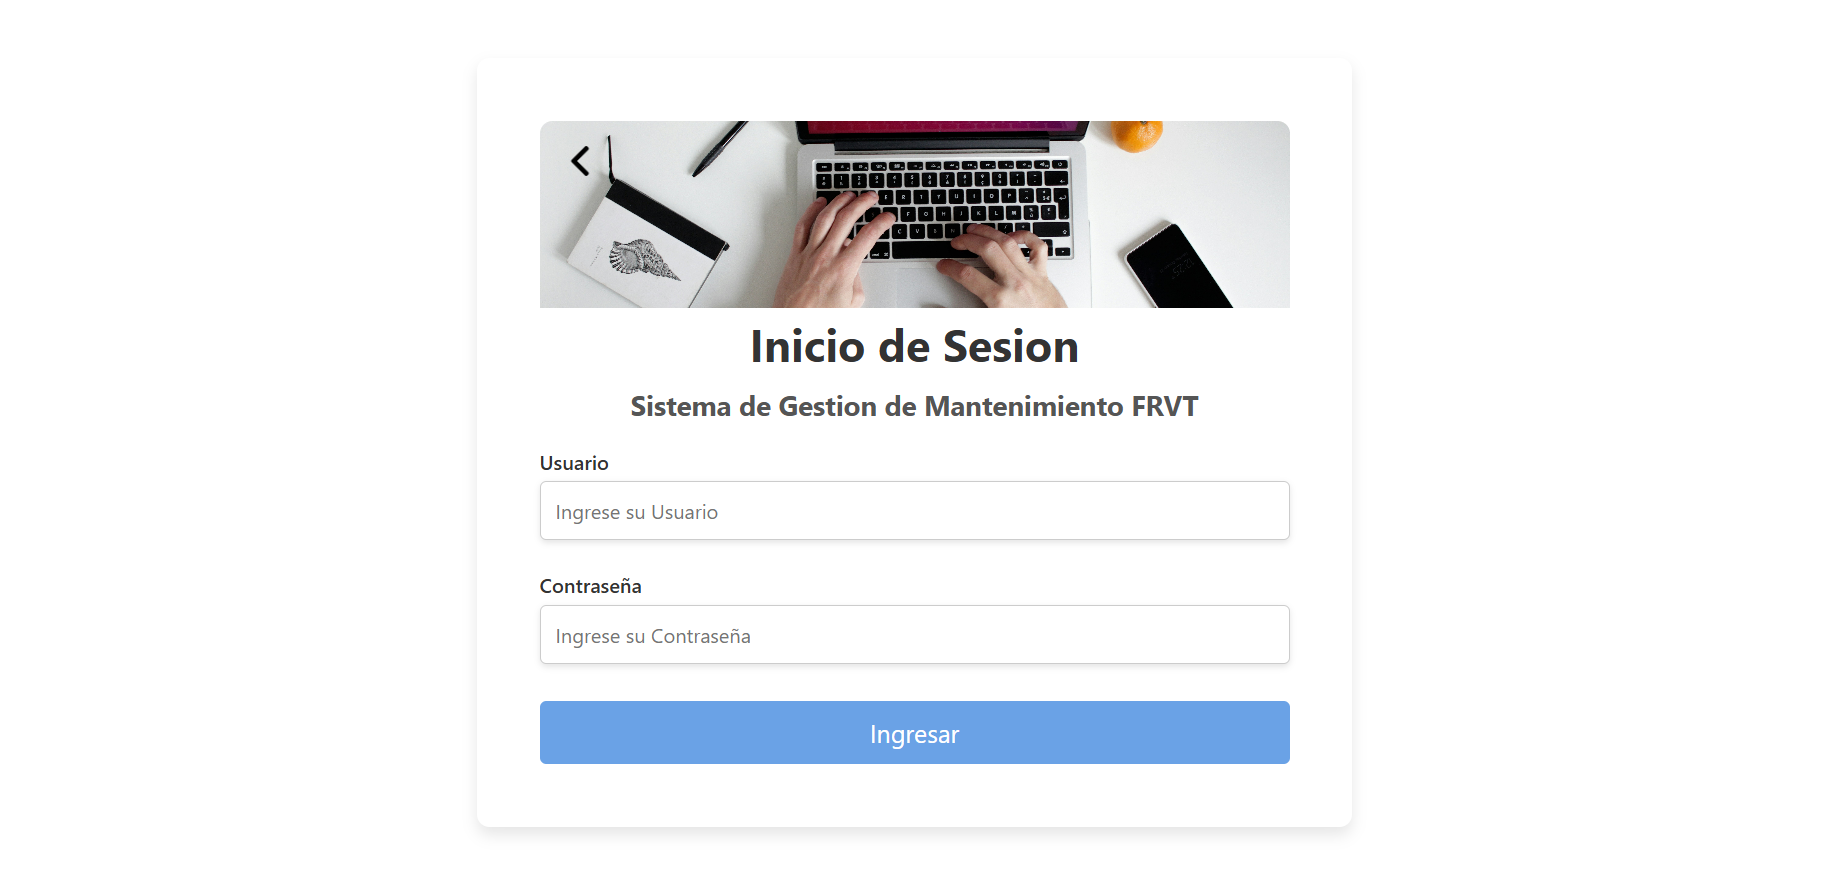 Inicio de Sesion
Sistema de Gestion de Mantenimiento FRVT
Usuario
Ingrese su Usuario
Contraseña
Ingrese su Contraseña
Ingresar